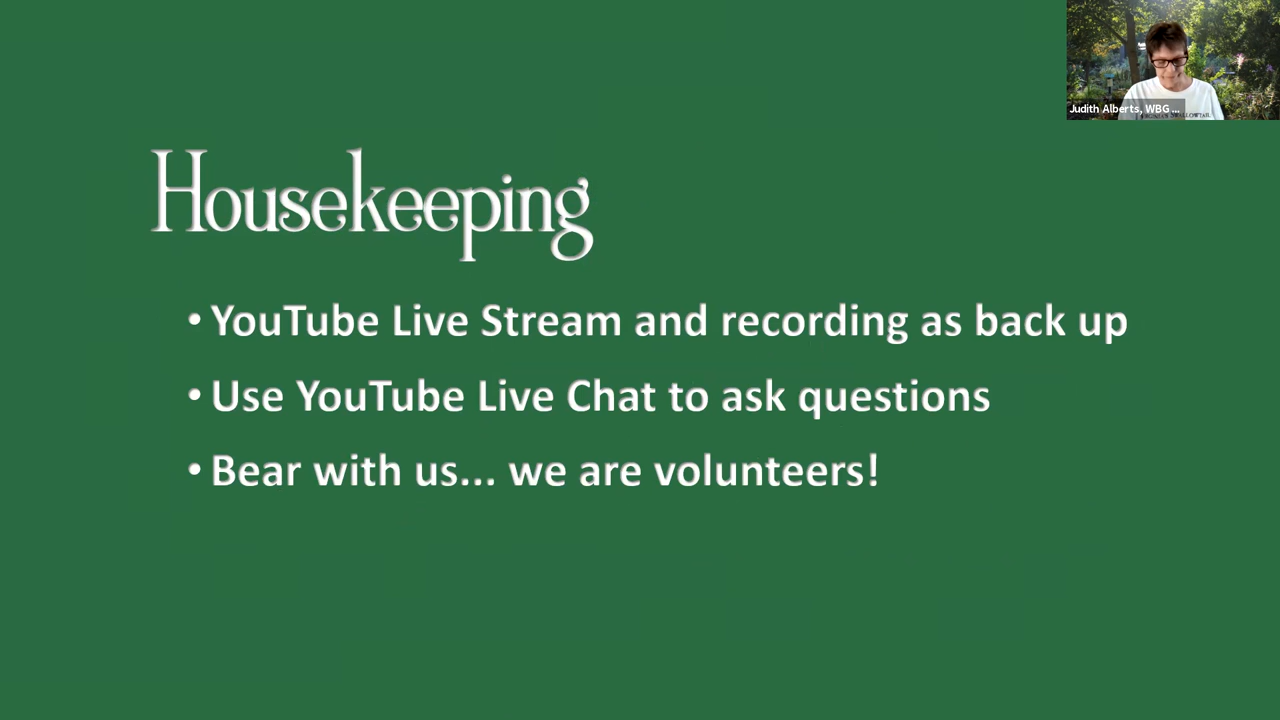 Judith Alberts, WBG ...
Housekeeping
• YouTube Live Stream and recording as back up
• Use YouTube Live Chat to ask questions
• Bear with us... we are volunteers!